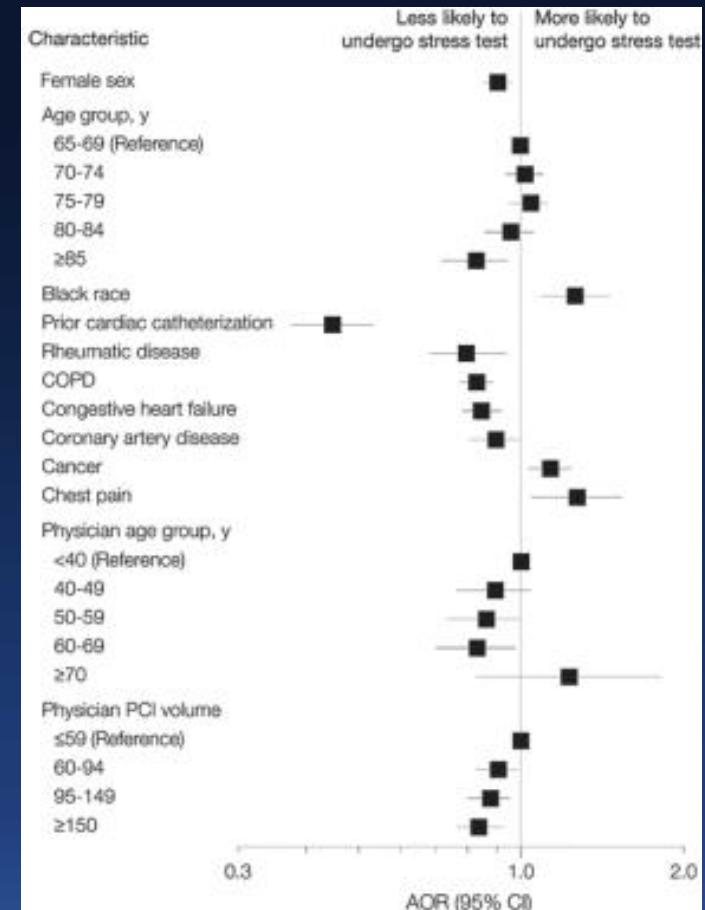 Less likely to More likely to
Characteristic undergo stress test undergo stress test
Female sex
Age group, y
65-69 (Reference)
70-74
75-79
80-84
≥85
Black race
Prior cardiac catheterization
Rheumatic disease
COPD
Congestive heart failure
Coronary artery disease
Cancer
Chest pain
Physician age group, y
<40 (Reference)
40-49
50-59
60-69
≥70
Physician PCI volume
≤59 (Reference)
60-94
95-149
≥150
0.3 1.0 2.0
AOR (95% CI)